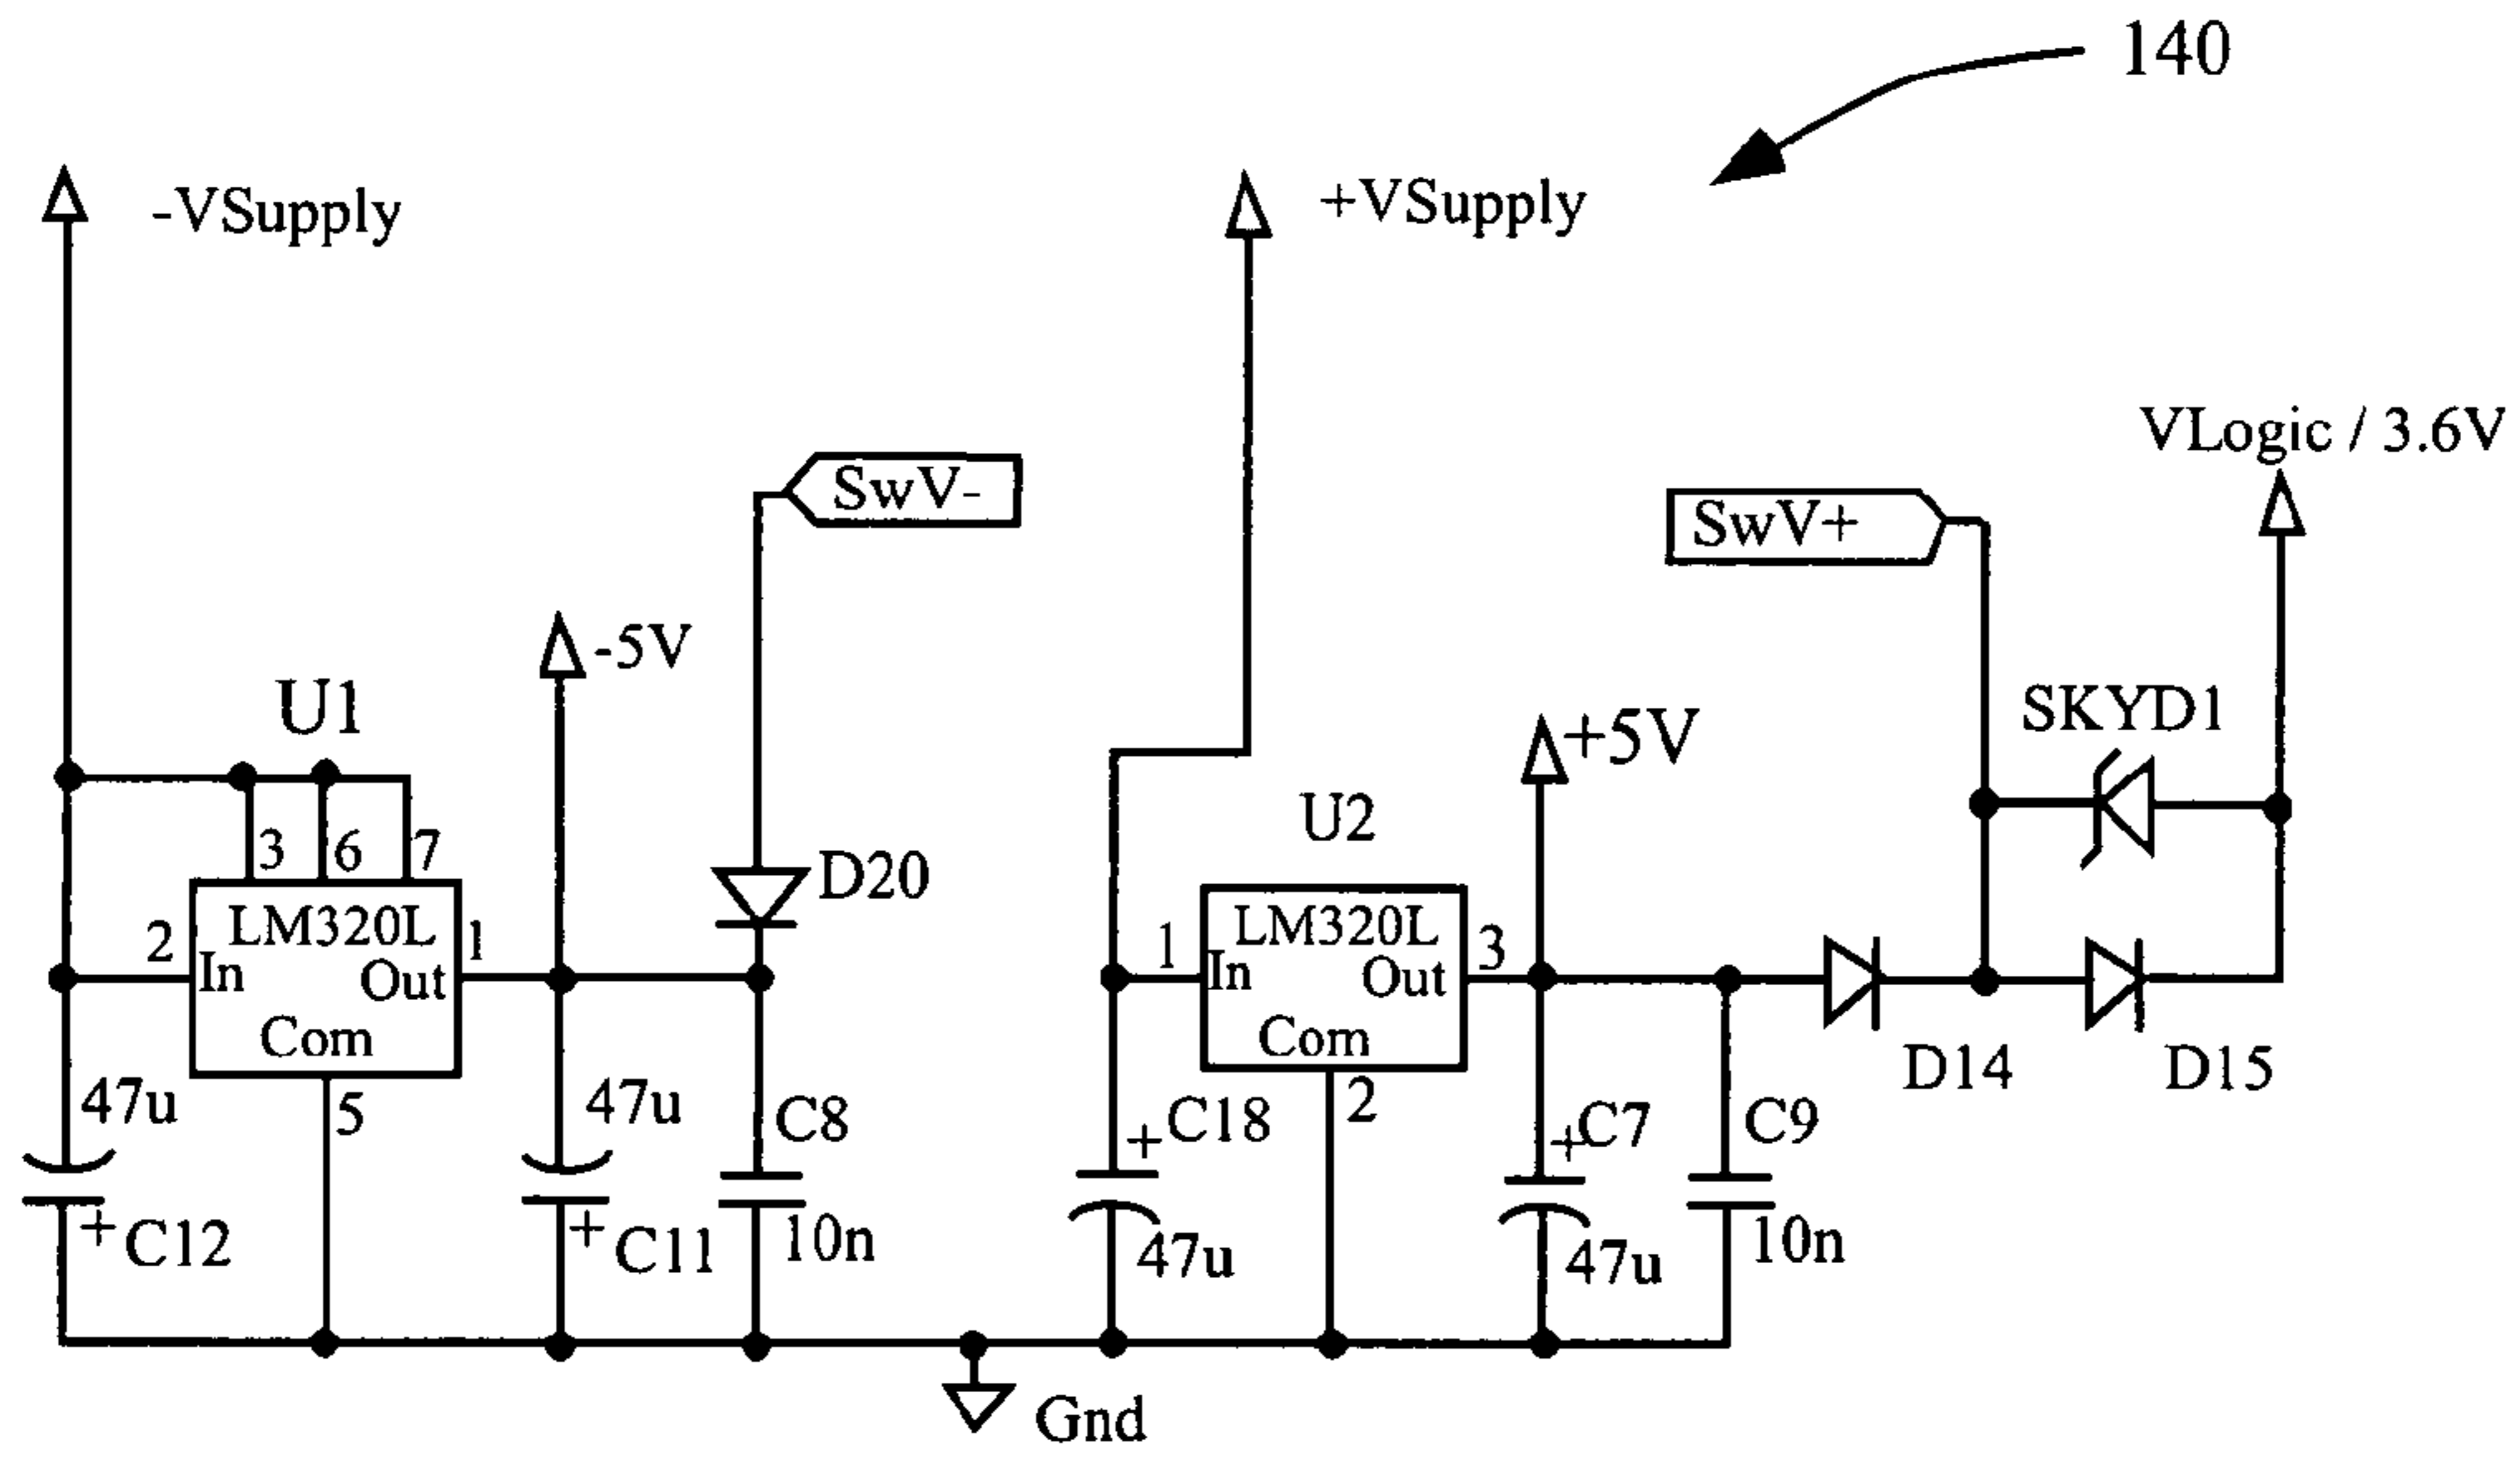 140
-VSupply
+VSupply
VLogic / 3.6V
SwV-
SwV+
-5V
U1
SKYD1
+5V
U2
3 6 7
D20
2
LM320L
1
In
Out
Com
1
LM320L
3
In
Out
Com
D14
D15
47u
5
47u
C8
+ C18
2
+ C7
C9
+ C12
+ C11
10n
47u
47u
10n
Gnd